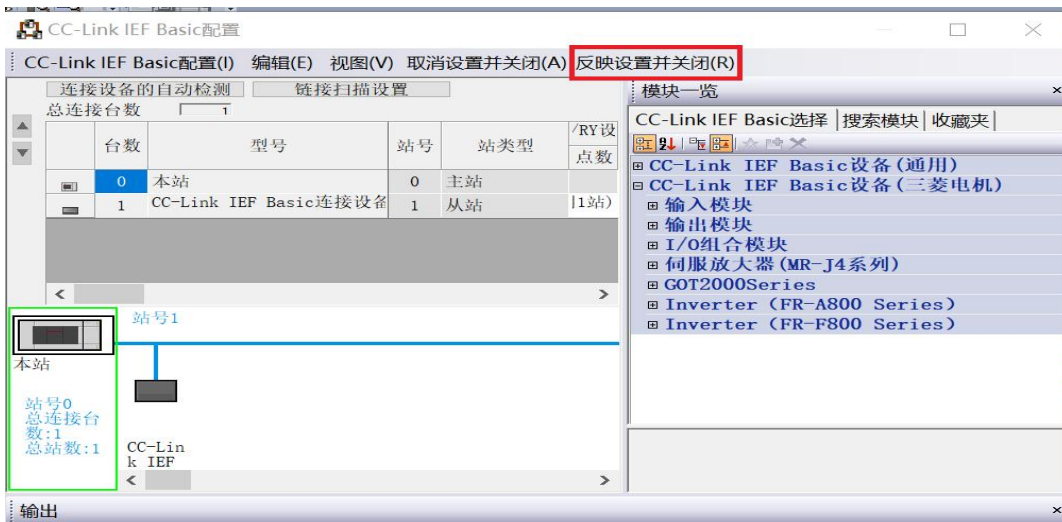 CC-Link IEF Basic配置
CC-Link IEF Basic配置(I) 编辑(E) 视图(V) 取消设置并关闭(A) 反映设置并关闭(R)
连接设备的自动检测 链接扫描设置
总连接台数 1
台数 型号 站号 站类型 /RY设
点数
0 本站 0 主站
1 CC-Link IEF Basic连接设备 1 从站 1站)
站号1
本站
站号0
总连接台
数:1
总站数:1
CC-Lin
k IEF
模块一览
CC-Link IEF Basic选择 搜索模块 收藏夹
CC-Link IEF Basic设备(通用)
CC-Link IEF Basic设备(三菱电机)
输入模块
输出模块
I/O组合模块
伺服放大器(MR-J4系列)
GOT2000Series
Inverter (FR-A800 Series)
Inverter (FR-F800 Series)
输出